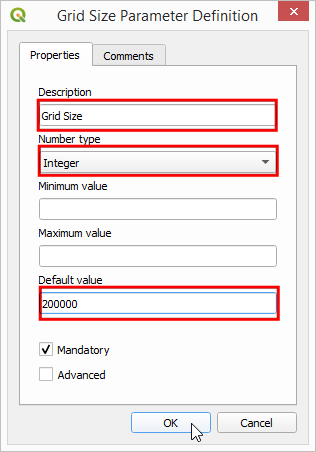 Grid Size Parameter Definition
Properties
Comments
Description
Grid Size
Number type
Integer
Minimum value
Maximum value
Default value
200000
Mandatory
Advanced
OK
Cancel